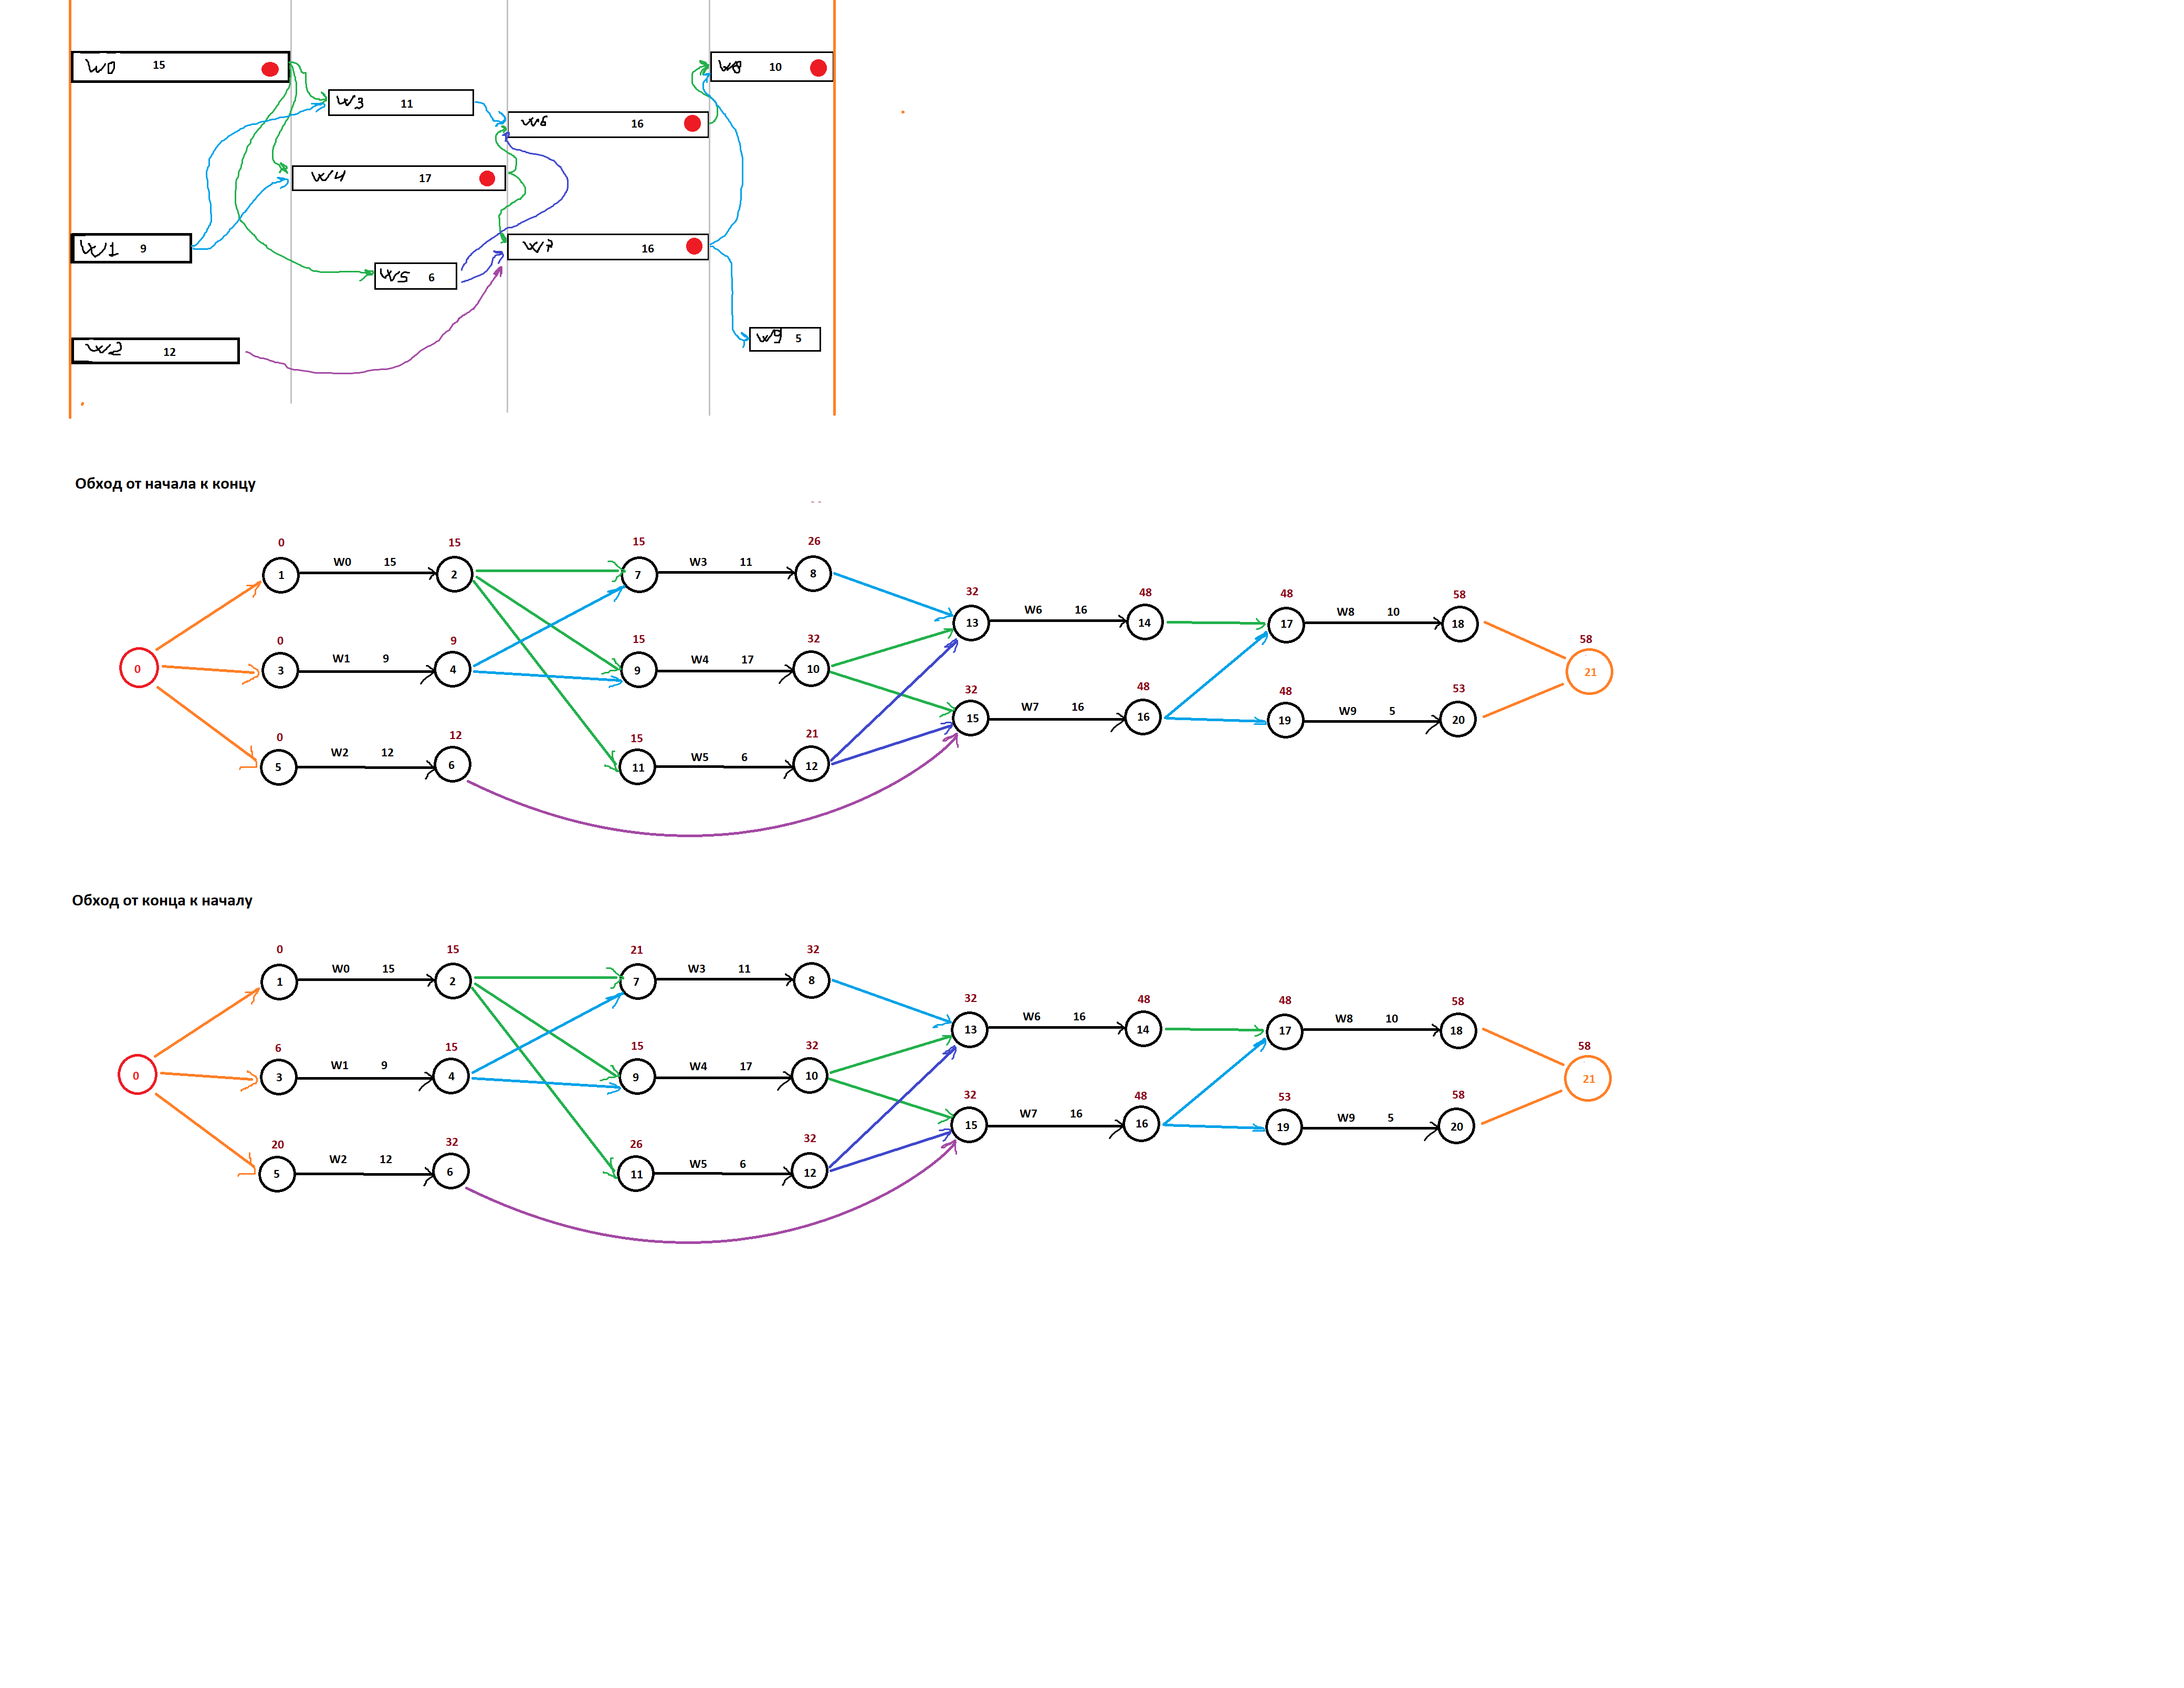 W0 15
W8 10
W3 11
W6 16
W4 17
W1 9
W7 16
W5 6
W9 5
W2 12
Обход от начала к концу
0 15 15 26
1 W0 15 2 7 W3 11 8
32 48 48 58
13 W6 16 14 17 W8 10 18
0 9 15 32 58
0 3 W1 9 4 9 W4 17 10 21
32 48 48 53
15 W7 16 16 19 W9 5 20
0 12 15 21
5 W2 12 6 11 W5 6 12
Обход от конца к началу
0 15 21 32
1 W0 15 2 7 W3 11 8
32 48 48 58
13 W6 16 14 17 W8 10 18
6 15 15 32 58
0 3 W1 9 4 9 W4 17 10 21
32 48 53 58
15 W7 16 16 19 W9 5 20
20 32 26 32
5 W2 12 6 11 W5 6 12